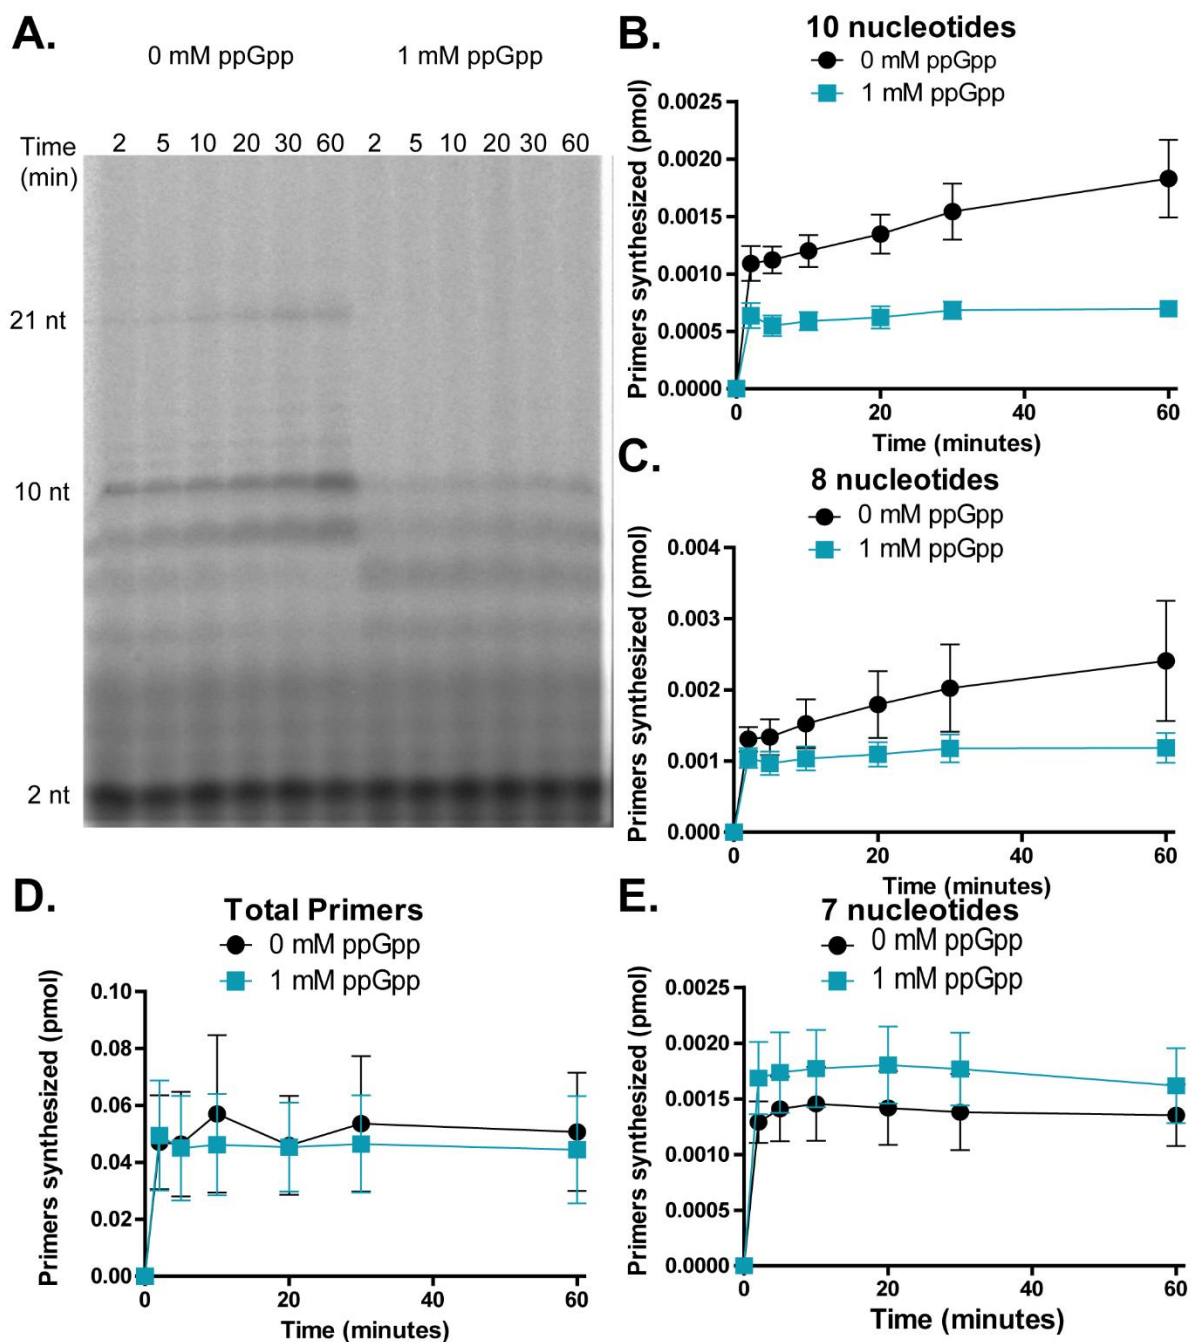 A.
0 mM ppGpp 1 mM ppGpp
Time (min) 2 5 10 20 30 60 2 5 10 20 30 60
21 nt
10 nt
2 nt
B.
10 nucleotides
0 mM ppGpp
1 mM ppGpp
Primers synthesized (pmol)
0.0025
0.0020
0.0015
0.0010
0.0005
0.0000
0 20 40 60
Time (minutes)
C.
8 nucleotides
0 mM ppGpp
1 mM ppGpp
Primers synthesized (pmol)
0.004
0.003
0.002
0.001
0.000
0 20 40 60
Time (minutes)
D.
Total Primers
0 mM ppGpp
1 mM ppGpp
Primers synthesized (pmol)
0.10
0.08
0.06
0.04
0.02
0.00
0 20 40 60
Time (minutes)
E.
7 nucleotides
0 mM ppGpp
1 mM ppGpp
Primers synthesized (pmol)
0.0025
0.0020
0.0015
0.0010
0.0005
0.0000
0 20 40 60
Time (minutes)